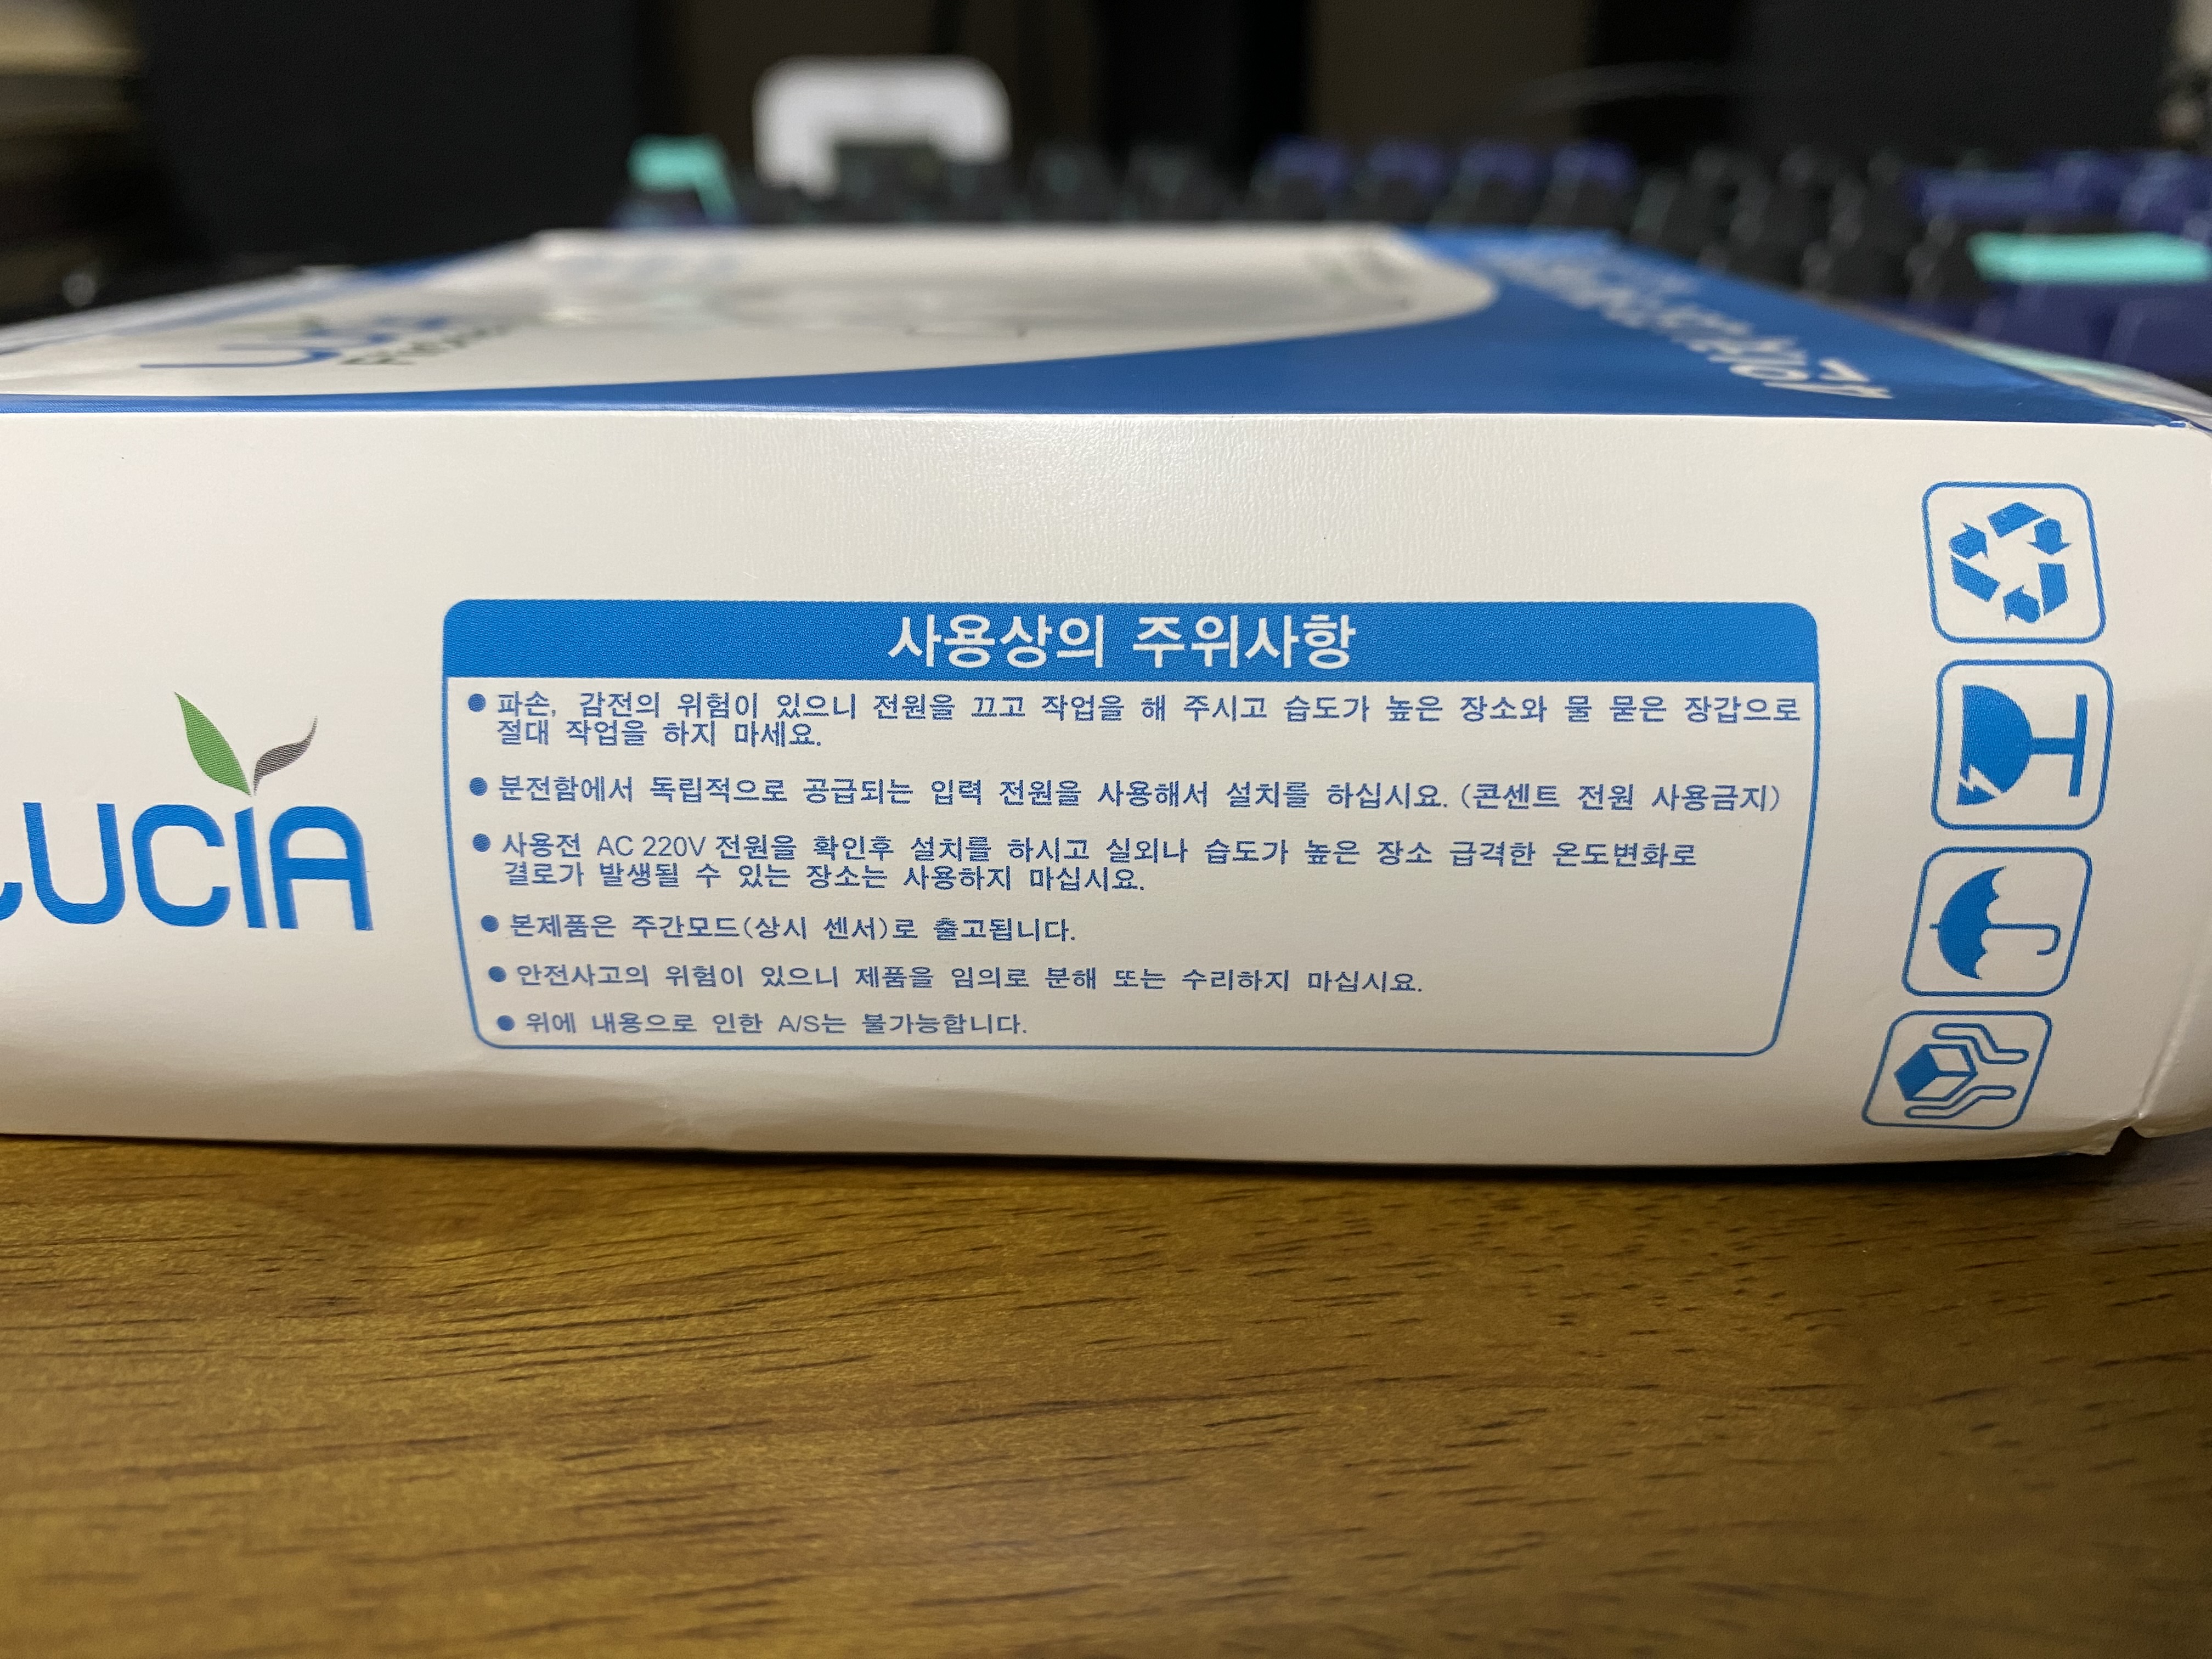 LUCIA
사용상의 주위사항
● 파손, 감전의 위험이 있으니 전원을 끄고 작업을 해 주시고 습도가 높은 장소와 물 묻은 장갑으로
절대 작업을 하지 마세요.
● 분전함에서 독립적으로 공급되는 입력 전원을 사용해서 설치를 하십시요. (콘센트 전원 사용금지)
● 사용전 AC 220V 전원을 확인후 설치를 하시고 실외나 습도가 높은 장소 급격한 온도변화로
결로가 발생될 수 있는 장소는 사용하지 마십시요.
● 본제품은 주간모드(상시 센서)로 출고됩니다.
● 안전사고의 위험이 있으니 제품을 임의로 분해 또는 수리하지 마십시요.
● 위에 내용으로 인한 A/S는 불가능합니다.